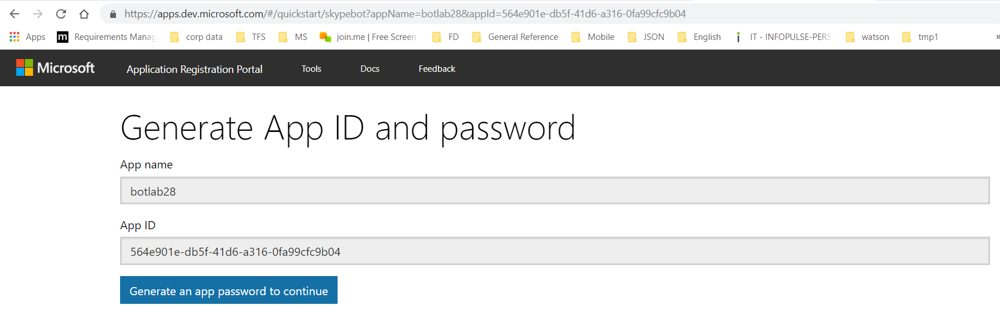 https://apps.dev.microsoft.com/#/quickstart/skypebot?appName=botlab28&appId=564e901e-db5f-41d6-a316-0fa99cfc9b04
Apps m Requirements Manag corp data TFS MS join.me | Free Screen FD General Reference Mobile JSON English IT - INFOPULSE-PERS watson tmp1 »
Microsoft Application Registration Portal Tools Docs Feedback
Generate App ID and password
App name
botlab28
App ID
564e901e-db5f-41d6-a316-0fa99cfc9b04
Generate an app password to continue